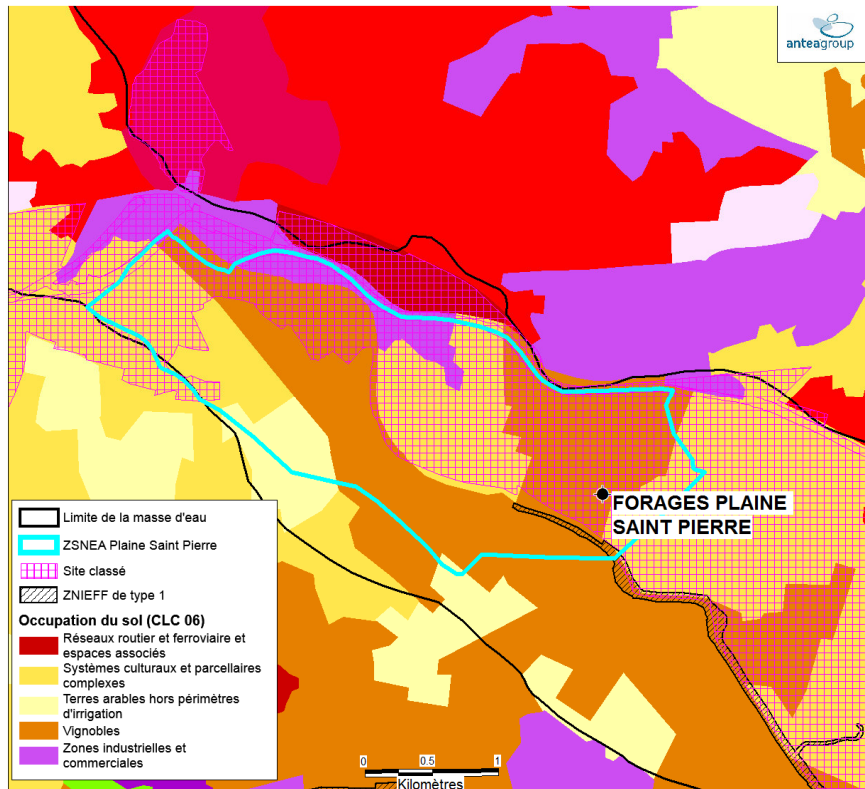 anteagroup
FORAGES PLAINE
SAINT PIERRE
Limite de la masse d'eau
ZSNEA Plaine Saint Pierre
Site classé
ZNIEFF de type 1
Occupation du sol (CLC 06)
Réseaux routier et ferroviaire et
espaces associés
Systèmes culturaux et parcellaires
complexes
Terres arables hors périmètres
d'irrigation
Vignobles
Zones industrielles et
commerciales
0 0.5 1
Kilomètres